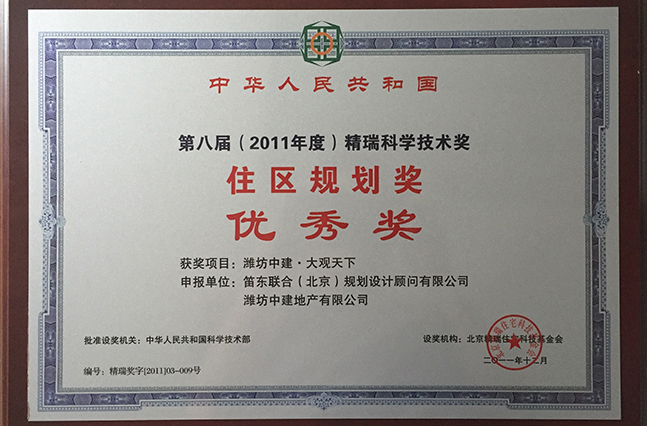 中华人民共和国
第八届（2011年度）精瑞科学技术奖
住区规划奖
优秀奖
获奖项目：潍坊中建·大观天下
申报单位：笛东联合（北京）规划设计顾问有限公司
潍坊中建地产有限公司
批准设奖机关：中华人民共和国科学技术部
设奖机构：北京精瑞住宅科技基金会
编号：精瑞奖字[2011]03-009号
二〇一一年十二月